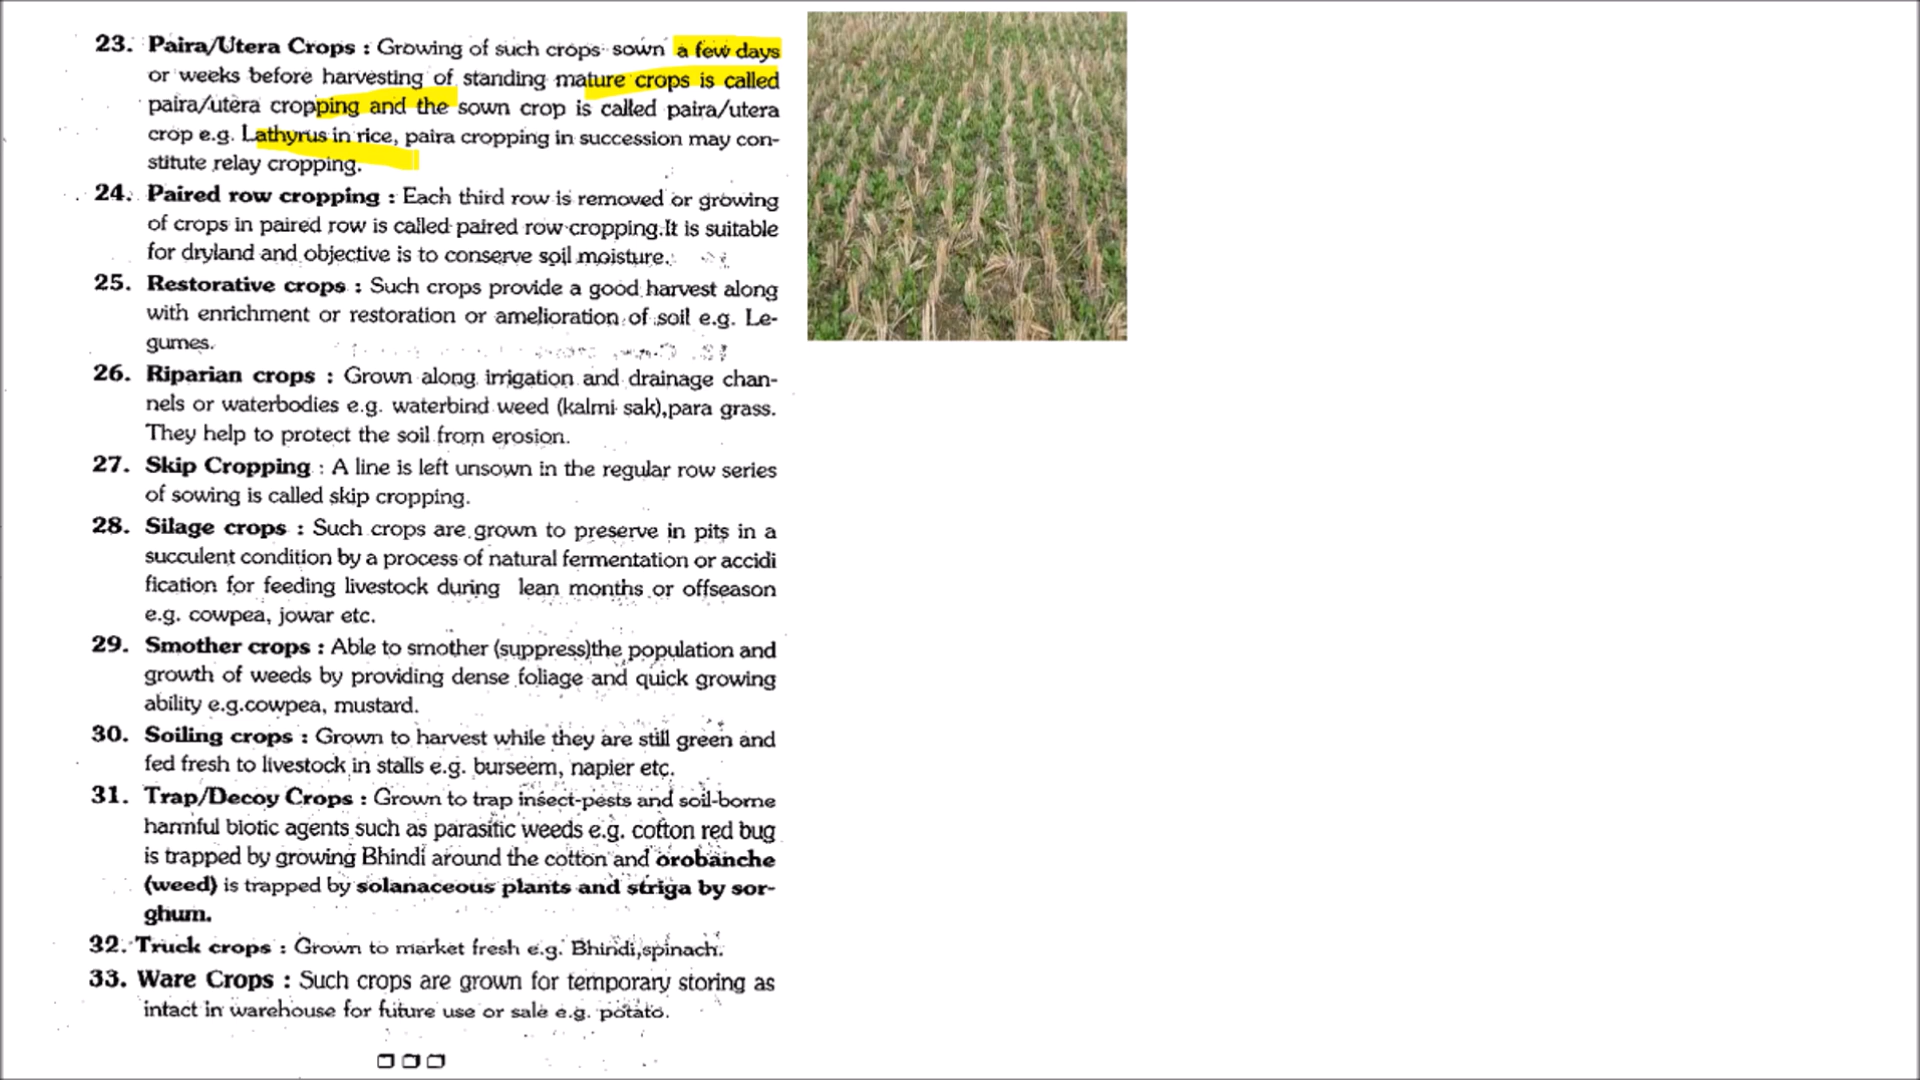 23. Paira/Utera Crops : Growing of such crops sown a few days
or weeks before harvesting of standing mature crops is called
paira/utera cropping and the sown crop is called paira/utera
crop e.g. Lathyrus in rice, paira cropping in succession may con-
stitute relay cropping.
24. Paired row cropping : Each third row is removed or growing
of crops in paired row is called paired row cropping.It is suitable
for dryland and objective is to conserve soil moisture.
25. Restorative crops : Such crops provide a good harvest along
with enrichment or restoration or amelioration of soil e.g. Le-
gumes.
26. Riparian crops : Grown along irrigation and drainage chan-
nels or waterbodies e.g. waterbind weed (kalmi sak),para grass.
They help to protect the soil from erosion.
27. Skip Cropping : A line is left unsown in the regular row series
of sowing is called skip cropping.
28. Silage crops : Such crops are grown to preserve in pits in a
succulent condition by a process of natural fermentation or accidi
fication for feeding livestock during lean months or offseason
e.g. cowpea, jowar etc.
29. Smother crops : Able to smother (suppress)the population and
growth of weeds by providing dense foliage and quick growing
ability e.g.cowpea, mustard.
30. Soiling crops : Grown to harvest while they are still green and
fed fresh to livestock in stalls e.g. burseem, napier etc.
31. Trap/Decoy Crops : Grown to trap insect-pests and soil-borne
harmful biotic agents such as parasitic weeds e.g. cotton red bug
is trapped by growing Bhindi around the cotton and orobanche
(weed) is trapped by solanaceous plants and striga by sor-
ghum.
32. Truck crops : Grown to market fresh e.g. Bhindi,spinach.
33. Ware Crops : Such crops are grown for temporary storing as
intact in warehouse for future use or sale e.g. potato.